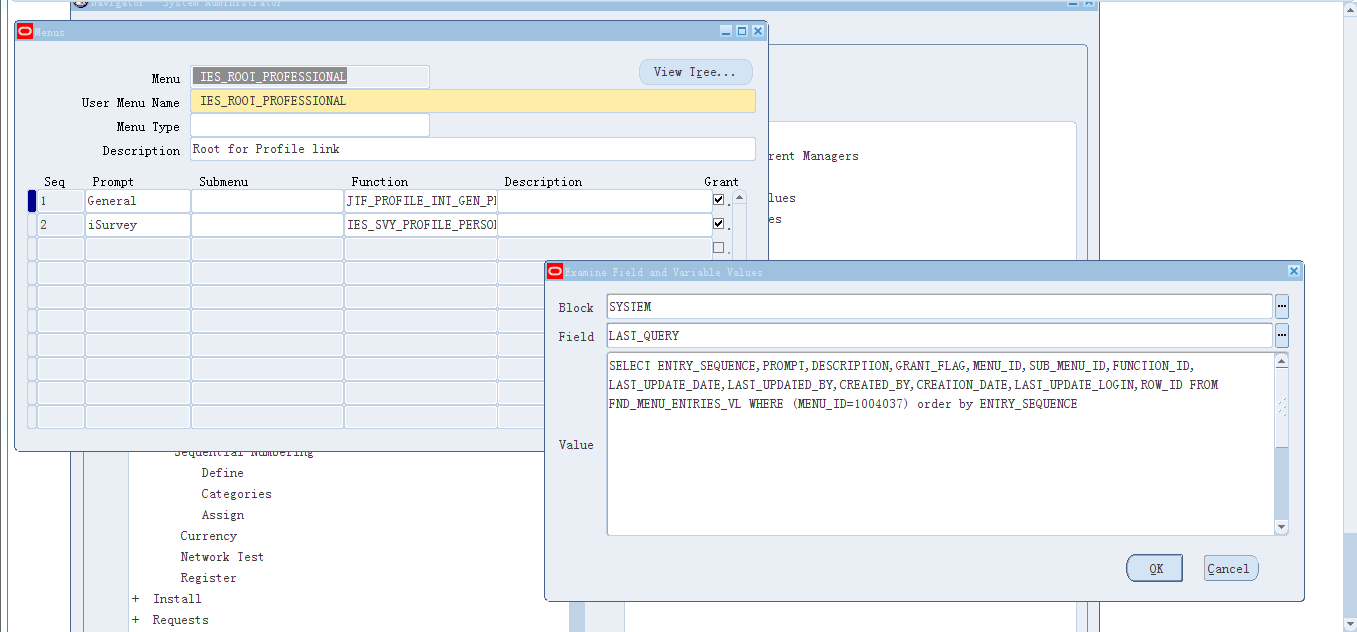 Navigator - System Administrator
Menus
Menu IES_ROOT_PROFESSIONAL View Tree...
User Menu Name IES_ROOT_PROFESSIONAL
Menu Type
Description Root for Profile link
Seq Prompt Submenu Function Description Grant
1 General JTF_PROFILE_INT_GEN_P
2 iSurvey IES_SVY_PROFILE_PERSO
rent Managers
lues
es
Examine Field and Variable Values
Block SYSTEM ...
Field LAST_QUERY ...
Value
SELECT ENTRY_SEQUENCE,PROMPT,DESCRIPTION,GRANT_FLAG,MENU_ID,SUB_MENU_ID,FUNCTION_ID,
LAST_UPDATE_DATE,LAST_UPDATED_BY,CREATED_BY,CREATION_DATE,LAST_UPDATE_LOGIN,ROW_ID FROM
FND_MENU_ENTRIES_VL WHERE (MENU_ID=1004037) order by ENTRY_SEQUENCE
OK Cancel
Sequential Numbering
Define
Categories
Assign
Currency
Network Test
Register
+ Install
+ Requests